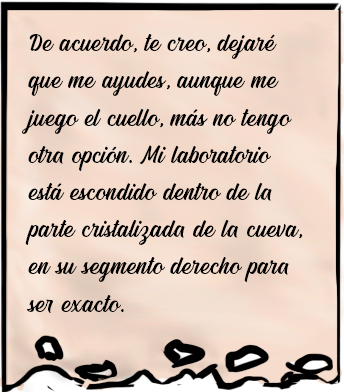 De acuerdo, te creo, dejaré
que me ayudes, aunque me
juego el cuello, más no tengo
otra opción. Mi laboratorio
está escondido dentro de la
parte cristalizada de la cueva,
en su segmento derecho para
ser exacto.